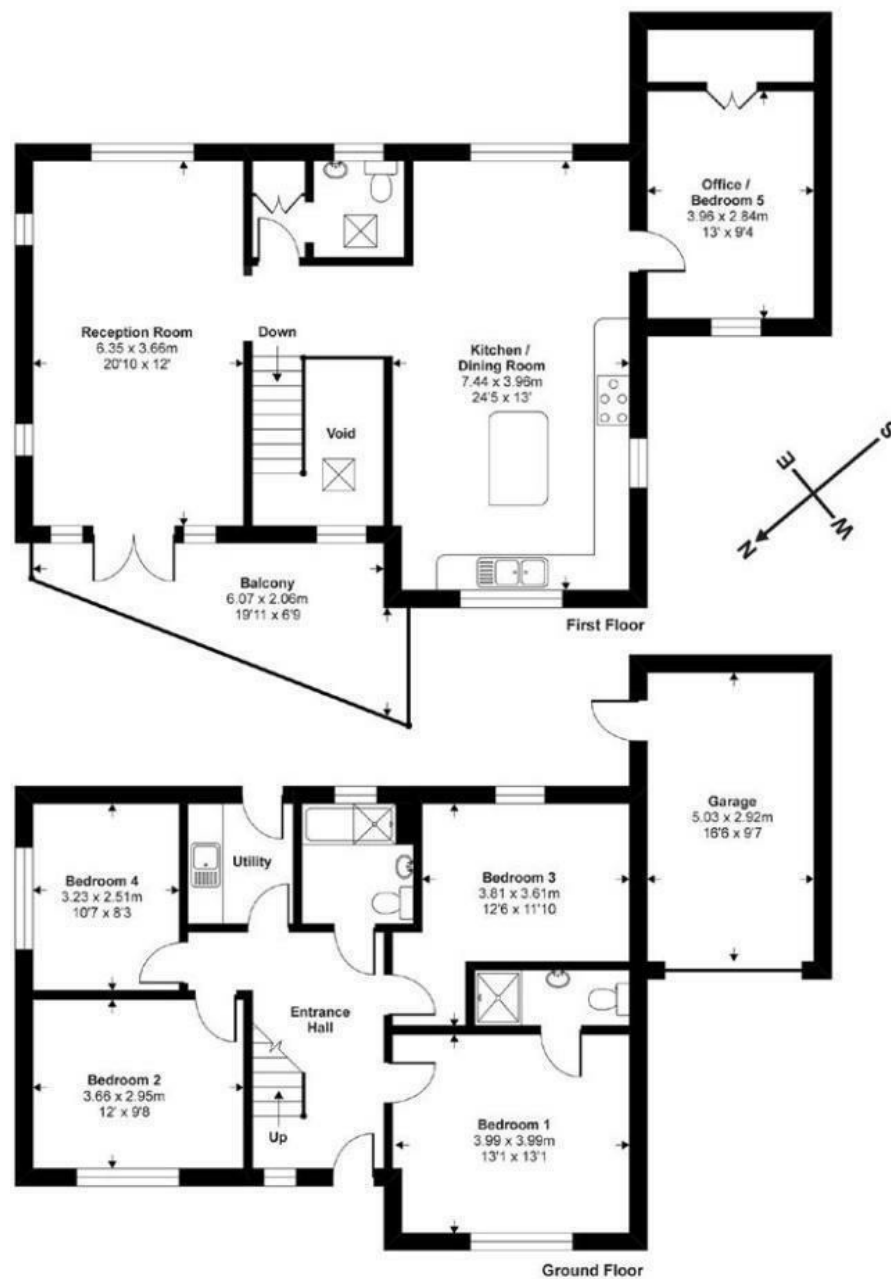 Office /
Bedroom 5
3.96 x 2.84m
13' x 9'4
Reception Room
6.35 x 3.66m
20'10 x 12'
Down
Kitchen /
Dining Room
7.44 x 3.96m
24'5 x 13'
Void
S
E
W
N
Balcony
6.07 x 2.06m
19'11 x 6'9
First Floor
Garage
5.03 x 2.92m
16'6 x 9'7
Utility
Bedroom 4
3.23 x 2.51m
10'7 x 8'3
Bedroom 3
3.81 x 3.61m
12'6 x 11'10
Entrance
Hall
Bedroom 2
3.66 x 2.95m
12' x 9'8
Up
Bedroom 1
3.99 x 3.99m
13'1 x 13'1
Ground Floor